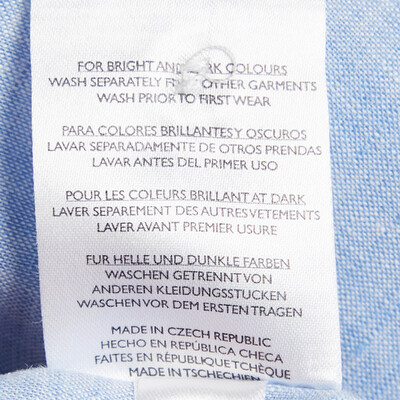 FOR BRIGHT AND DARK COLOURS
WASH SEPARATELY FROM OTHER GARMENTS
WASH PRIOR TO FIRST WEAR
PARA COLORES BRILLANTES Y OSCUROS
LAVAR SEPARADAMENTE DE OTROS PRENDAS
LAVAR ANTES DEL PRIMER USO
POUR LES COLFURS BRILLANT AT DARK
LAVER SEPAREMENT DES AUTRES VETEMENTS
LAVER AVANT PREMIER USURE
FUR HELLE UND DUNKLE FARBEN
WASCHEN GETRENNT VON
ANDEREN KLEIDUNGSSTUCKEN
WASCHEN VOR DEM ERSTEN TRAGEN
MADE IN CZECH REPUBLIC
HECHO EN REPÚBLICA CHECA
FAITES EN RÉPUBLIQUE TCHÈQUE
MADE IN TSCHECHIEN